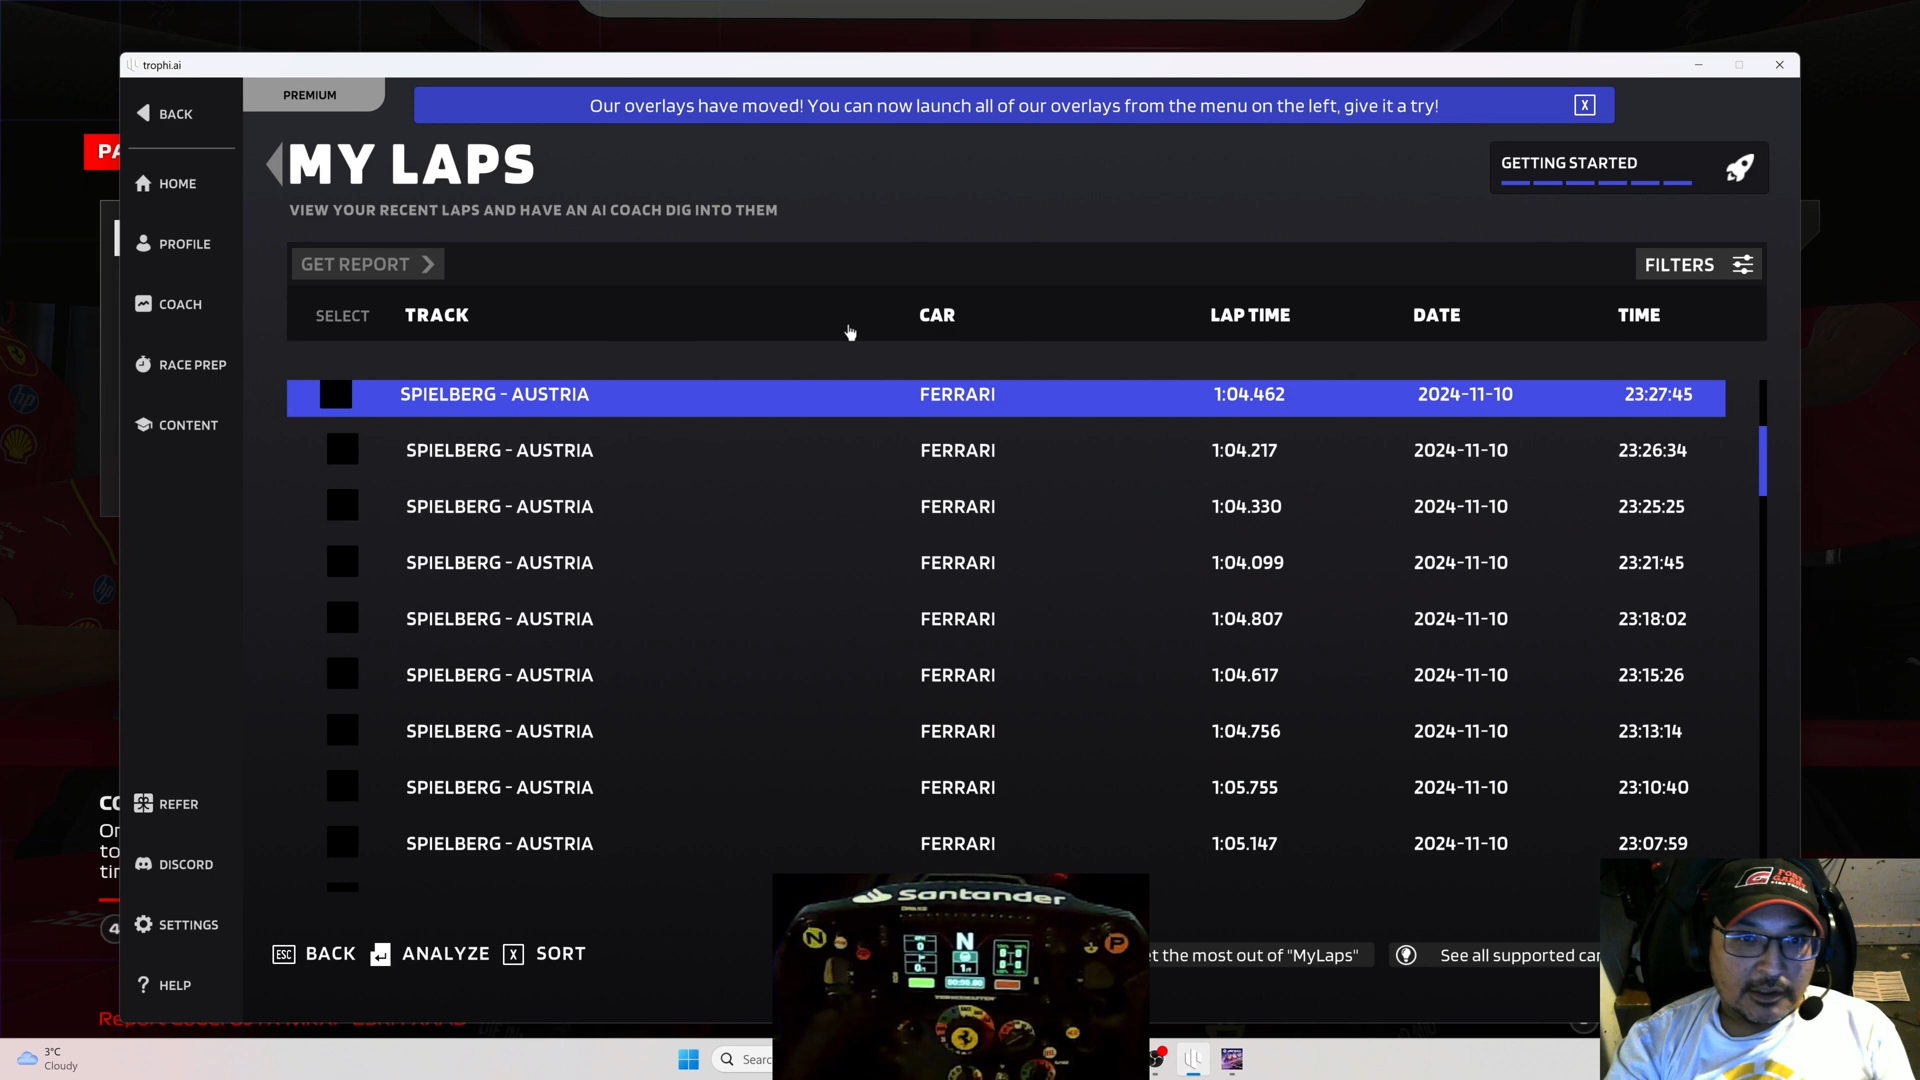 trophi.ai
PREMIUM
Our overlays have moved! You can now launch all of our overlays from the menu on the left, give it a try!
X
BACK
MY LAPS
VIEW YOUR RECENT LAPS AND HAVE AN AI COACH DIG INTO THEM
GETTING STARTED
HOME
PROFILE
COACH
RACE PREP
CONTENT
REFER
DISCORD
SETTINGS
HELP
GET REPORT
FILTERS
SELECT TRACK CAR LAP TIME DATE TIME
SPIELBERG - AUSTRIA FERRARI 1:04.462 2024-11-10 23:27:45
SPIELBERG - AUSTRIA FERRARI 1:04.217 2024-11-10 23:26:34
SPIELBERG - AUSTRIA FERRARI 1:04.330 2024-11-10 23:25:25
SPIELBERG - AUSTRIA FERRARI 1:04.099 2024-11-10 23:21:45
SPIELBERG - AUSTRIA FERRARI 1:04.807 2024-11-10 23:18:02
SPIELBERG - AUSTRIA FERRARI 1:04.617 2024-11-10 23:15:26
SPIELBERG - AUSTRIA FERRARI 1:04.756 2024-11-10 23:13:14
SPIELBERG - AUSTRIA FERRARI 1:05.755 2024-11-10 23:10:40
SPIELBERG - AUSTRIA FERRARI 1:05.147 2024-11-10 23:07:59
ESC BACK ANALYZE X SORT
the most out of "MyLaps"
See all supported
Santander
N N P
3°C
Cloudy